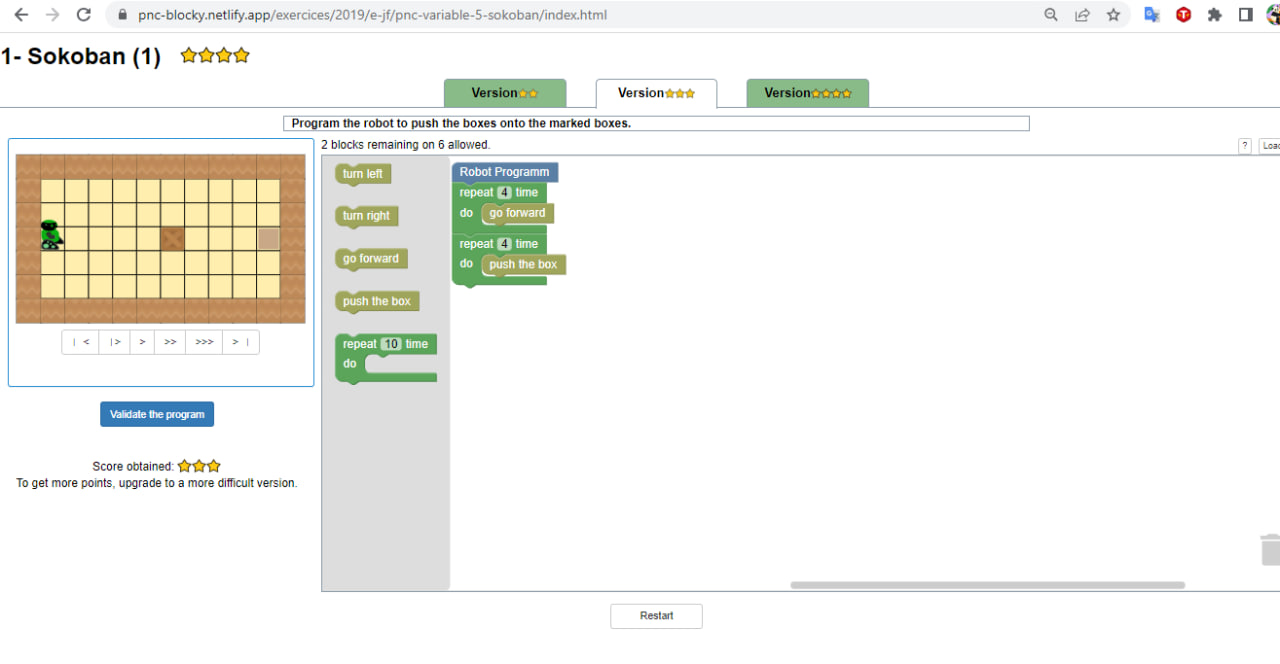 pnc-blocky.netlify.app/exercices/2019/e-jf/pnc-variable-5-sokoban/index.html
1- Sokoban (1)
Version
Version
Version
Program the robot to push the boxes onto the marked boxes.
2 blocks remaining on 6 allowed.
?
Loa
turn left
turn right
go forward
push the box
repeat 10 time
do
Robot Programm
repeat 4 time
do go forward
repeat 4 time
do push the box
| <
|>
>
>>
>>>
> |
Validate the program
Score obtained:
To get more points, upgrade to a more difficult version.
Restart